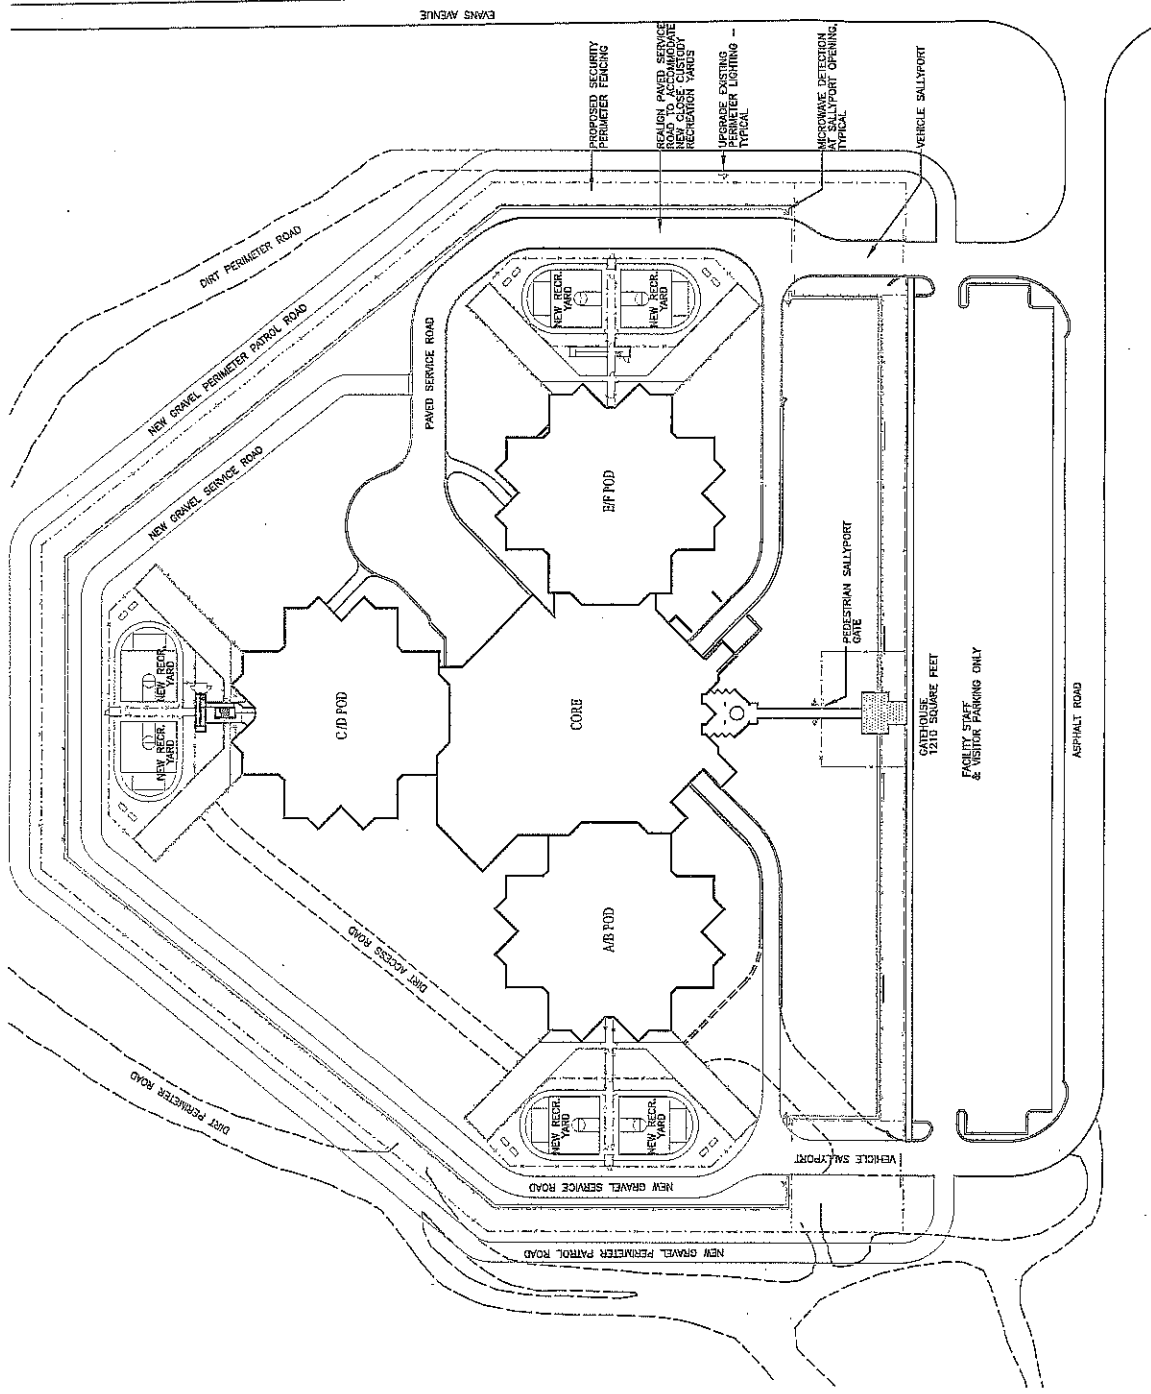 EVANS AVENUE
PROPOSED SECURITY
PERIMETER FENCING
REALIGN PAVED SERVICE
ROAD TO ACCOMMODATE
NEW CLOSE CUSTODY
RECREATION YARDS
UPGRADE EXISTING
PERIMETER LIGHTING –
TYPICAL
MICROWAVE DETECTION
AT SALLYPORT OPENING,
TYPICAL
VEHICLE SALLYPORT
DIRT PERIMETER ROAD
NEW GRAVEL PERIMETER PATROL ROAD
NEW GRAVEL SERVICE ROAD
PAVED SERVICE ROAD
NEW RECR.
YARD
NEW RECR.
YARD
E/F POD
NEW RECR.
YARD
NEW RECR.
YARD
C/D POD
CORE
PEDESTRIAN SALLYPORT
GATE
GATEHOUSE
1210 SQUARE FEET
FACILITY STAFF
& VISITOR PARKING ONLY
ASPHALT ROAD
A/B POD
DIRT ACCESS ROAD
DIRT PERIMETER ROAD
NEW RECR.
YARD
NEW RECR.
YARD
VEHICLE SALLYPORT
NEW GRAVEL SERVICE ROAD
NEW GRAVEL PERIMETER PATROL ROAD